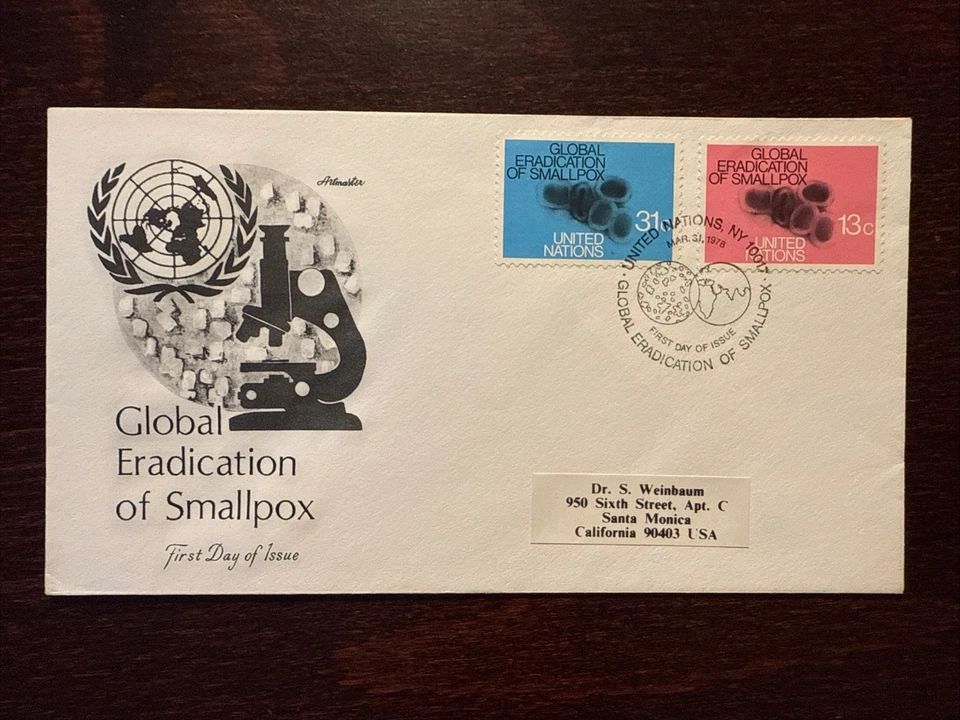 Artmaster
GLOBAL
ERADICATION
OF SMALLPOX
31c
UNITED
NATIONS
GLOBAL
ERADICATION
OF SMALLPOX
13c
UNITED
NATIONS
UNITED NATIONS, NY 10017
MAR. 31, 1978
FIRST DAY OF ISSUE
GLOBAL ERADICATION OF SMALLPOX
Global
Eradication
of Smallpox
First Day of Issue
Dr. S. Weinbaum
950 Sixth Street, Apt. C
Santa Monica
California 90403 USA